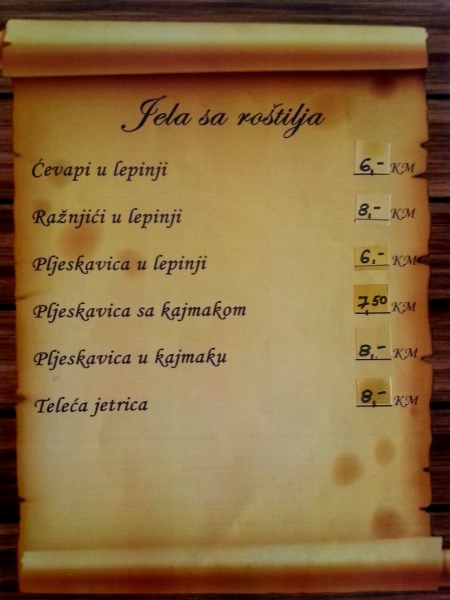 Jela sa roštilja
Ćevapi u lepinji 6,- KM
Ražnjići u lepinji 8,- KM
Pljeskavica u lepinji 6,- KM
Pljeskavica sa kajmakom 7,50 KM
Pljeskavica u kajmaku 8,- KM
Teleća jetrica 8,- KM